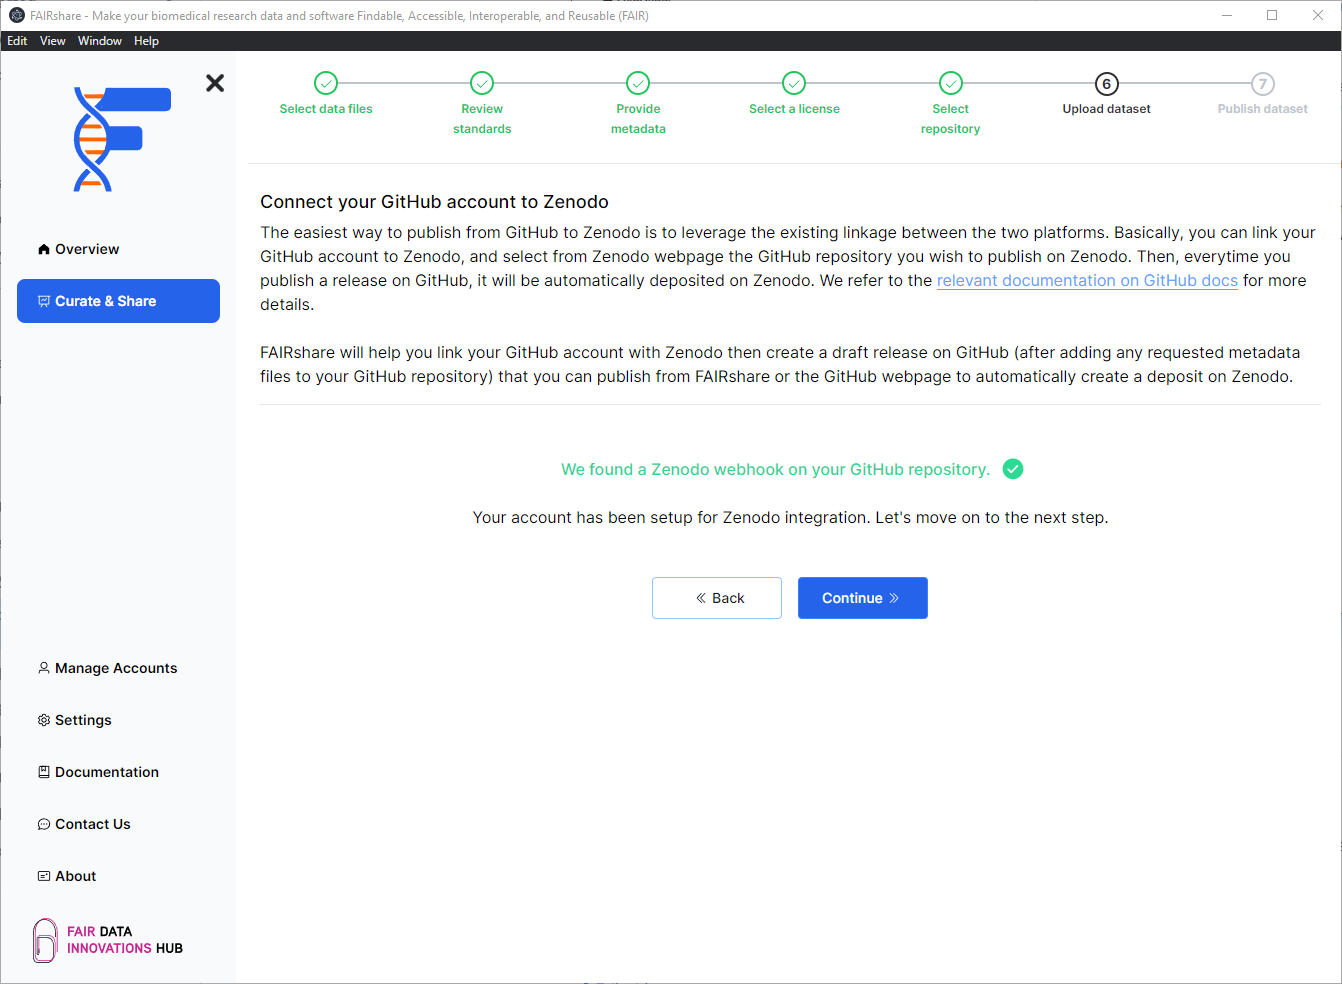 FAIRshare - Make your biomedical research data and software Findable, Accessible, Interoperable, and Reusable (FAIR)
Edit View Window Help
Select data files
Review
standards
Provide
metadata
Select a license
Select
repository
6
Upload dataset
7
Publish dataset
Overview
Curate & Share
Manage Accounts
Settings
Documentation
Contact Us
About
FAIR DATA
INNOVATIONS HUB
Connect your GitHub account to Zenodo
The easiest way to publish from GitHub to Zenodo is to leverage the existing linkage between the two platforms. Basically, you can link your
GitHub account to Zenodo, and select from Zenodo webpage the GitHub repository you wish to publish on Zenodo. Then, everytime you
publish a release on GitHub, it will be automatically deposited on Zenodo. We refer to the relevant documentation on GitHub docs for more
details.
FAIRshare will help you link your GitHub account with Zenodo then create a draft release on GitHub (after adding any requested metadata
files to your GitHub repository) that you can publish from FAIRshare or the GitHub webpage to automatically create a deposit on Zenodo.
We found a Zenodo webhook on your GitHub repository.
Your account has been setup for Zenodo integration. Let's move on to the next step.
Back
Continue